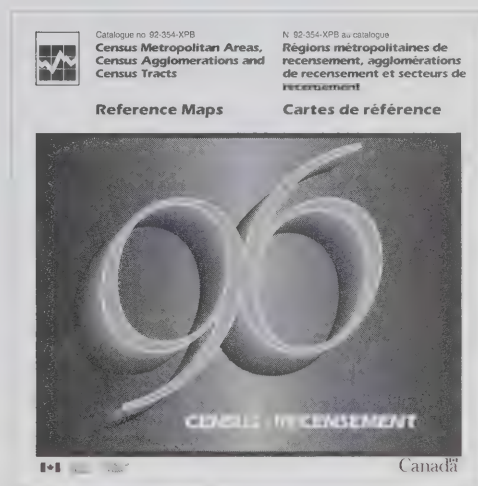 Catalogue no 92-354-XPB
Census Metropolitan Areas,
Census Agglomerations and
Census Tracts
Reference Maps
N 92-354-XPB au catalogue
Régions métropolitaines de
recensement, agglomérations
de recensement et secteurs de
recensement
Cartes de référence
96
CENSUS RECENSEMENT
Canada